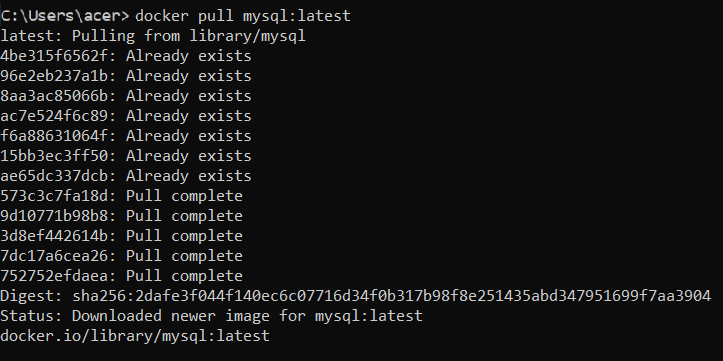 C:\Users\acer>docker pull mysql:latest
latest: Pulling from library/mysql
4be315f6562f: Already exists
96e2eb237a1b: Already exists
8aa3ac85066b: Already exists
ac7e524f6c89: Already exists
f6a88631064f: Already exists
15bb3ec3ff50: Already exists
ae65dc337dcb: Already exists
573c3c7fa18d: Pull complete
9d10771b98b8: Pull complete
3d8ef442614b: Pull complete
7dc17a6cea26: Pull complete
752752efdaea: Pull complete
Digest: sha256:2dafe3f044f140ec6c07716d34f0b317b98f8e251435abd347951699f7aa3904
Status: Downloaded newer image for mysql:latest
docker.io/library/mysql:latest